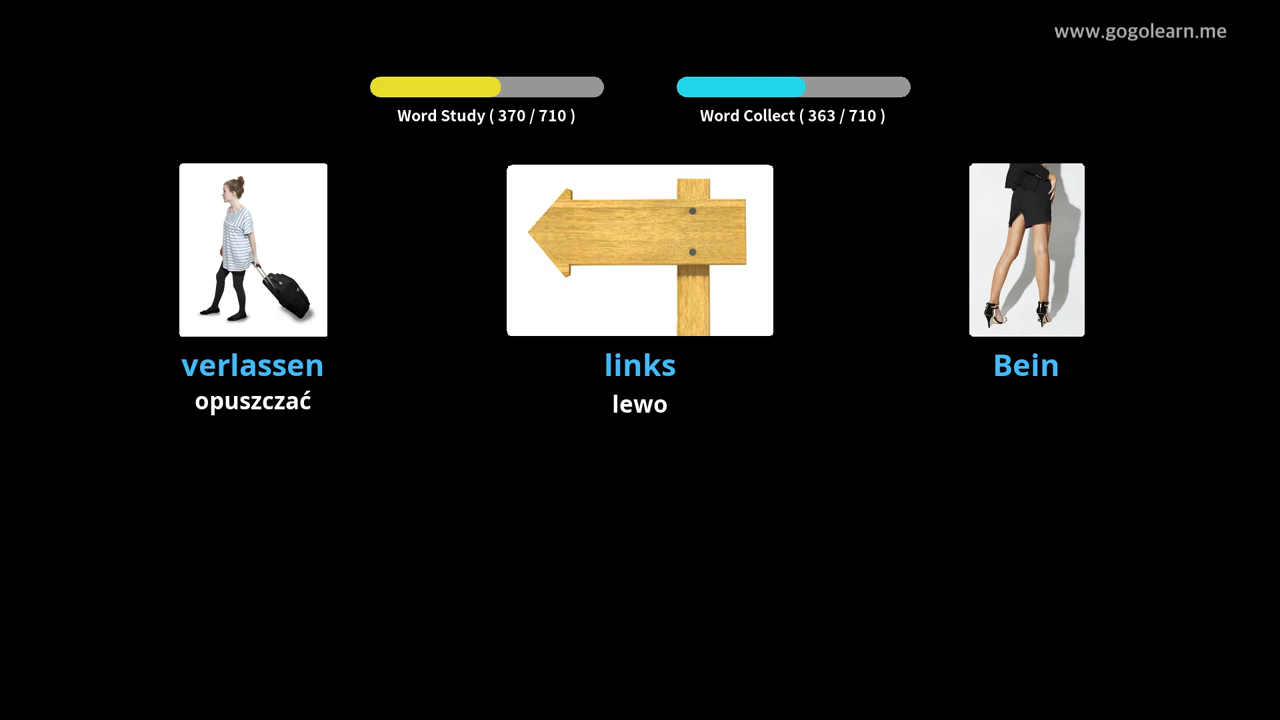 www.gogolearn.me
Word Study ( 370 / 710 )
Word Collect ( 363 / 710 )
verlassen
opuszczać
links
lewo
Bein